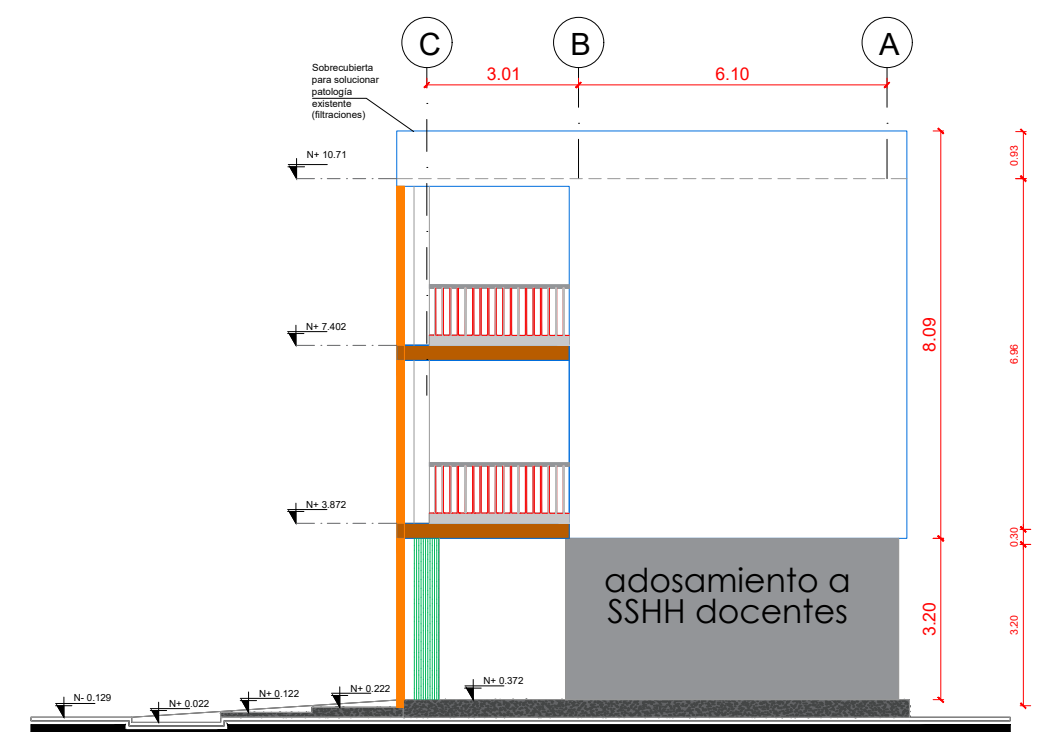 C
B
A
3.01
6.10
Sobrecubierta
para solucionar
patología
existente
(filtraciones)
N+ 10.71
0.93
N+ 7.402
8.09
6.96
N+ 3.872
0.30
adosamiento a
SSHH docentes
3.20
3.20
N- 0.129
N+ 0.022
N+ 0.122
N+ 0.222
N+ 0.372